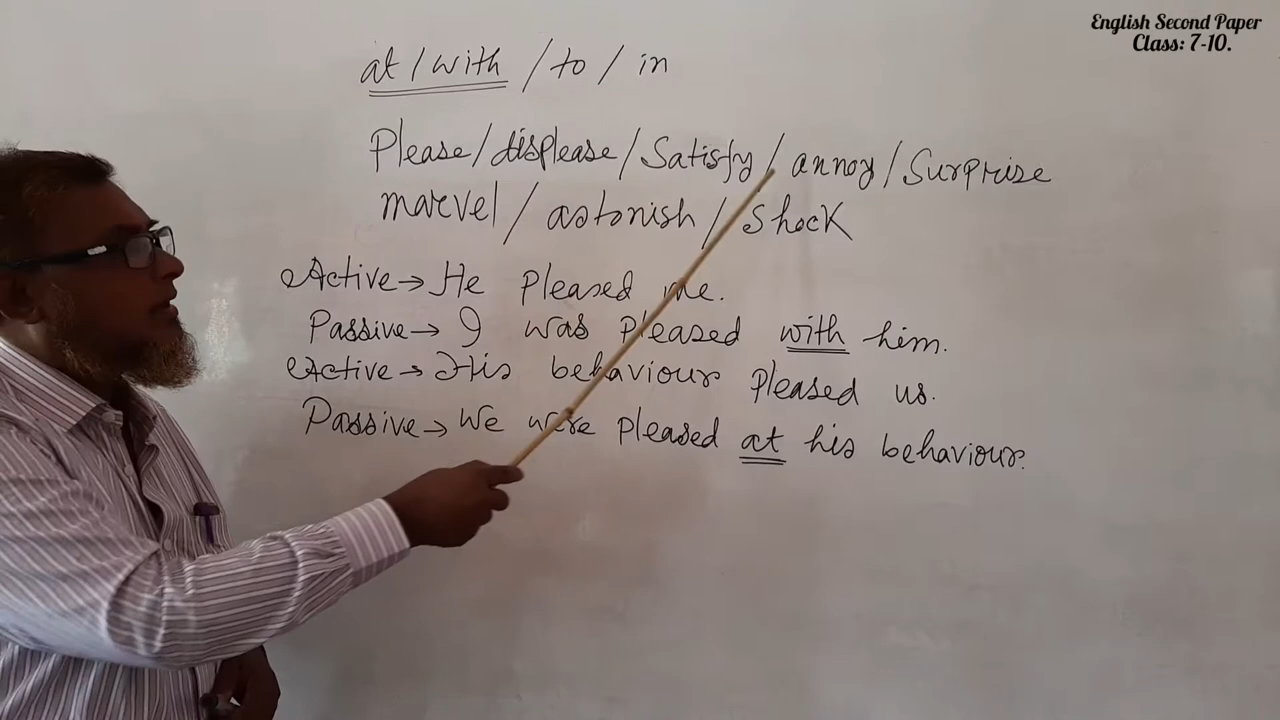 English Second Paper
Class: 7-10.
at / with / to / in
Please/displease/Satisfy/annoy/Surprise
marvel / astonish / Shock
Active→ He Pleased me.
Passive→ I was Pleased with him.
Active→ His behaviour Pleased us.
Passive→ We were Pleased at his behaviour.